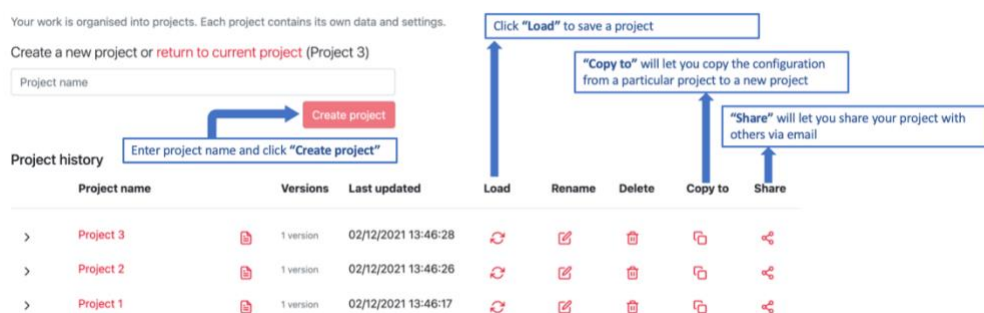 Your work is organised into projects. Each project contains its own data and settings.
Click “Load” to save a project
Create a new project or return to current project (Project 3)
“Copy to” will let you copy the configuration
from a particular project to a new project
Project name
Create project
“Share” will let you share your project with
others via email
Enter project name and click “Create project”
Project history
Project name Versions Last updated Load Rename Delete Copy to Share
Project 3 1 version 02/12/2021 13:46:28
Project 2 1 version 02/12/2021 13:46:26
Project 1 1 version 02/12/2021 13:46:17